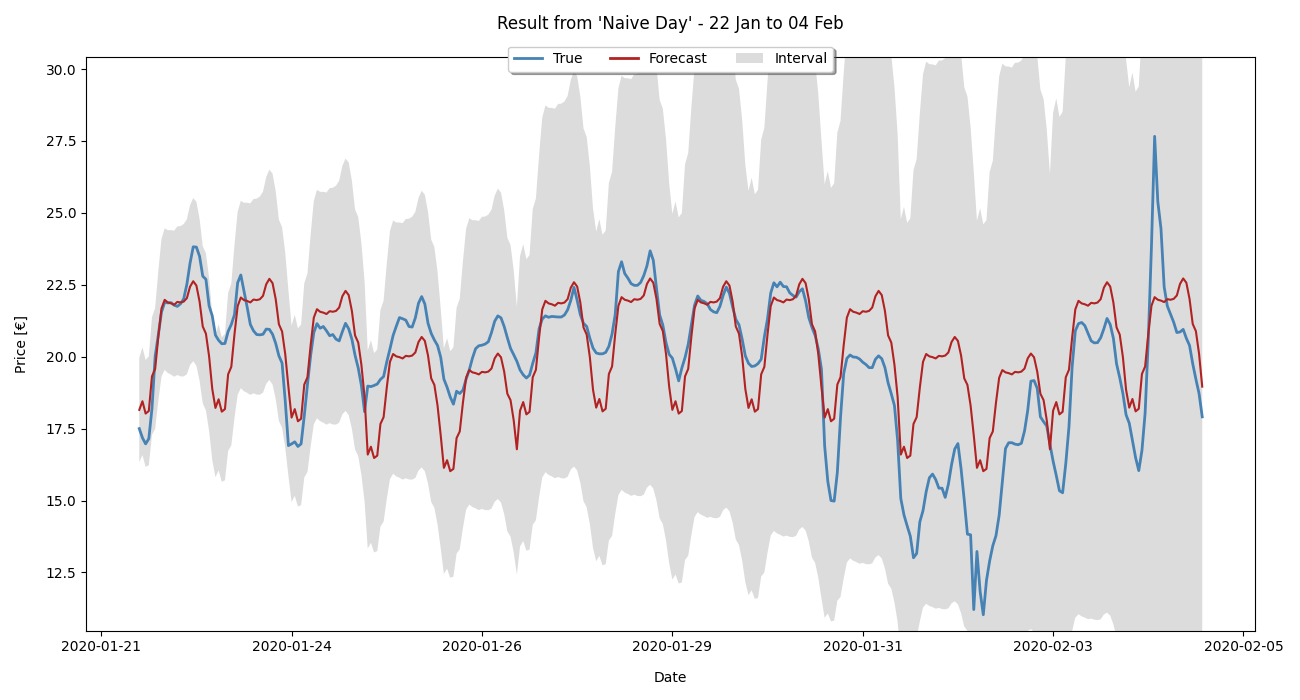 Result from 'Naive Day' - 22 Jan to 04 Feb
True Forecast Interval
30.0
27.5
25.0
22.5
20.0
17.5
15.0
12.5
Price [€]
2020-01-21 2020-01-24 2020-01-26 2020-01-29 2020-01-31 2020-02-03 2020-02-05
Date